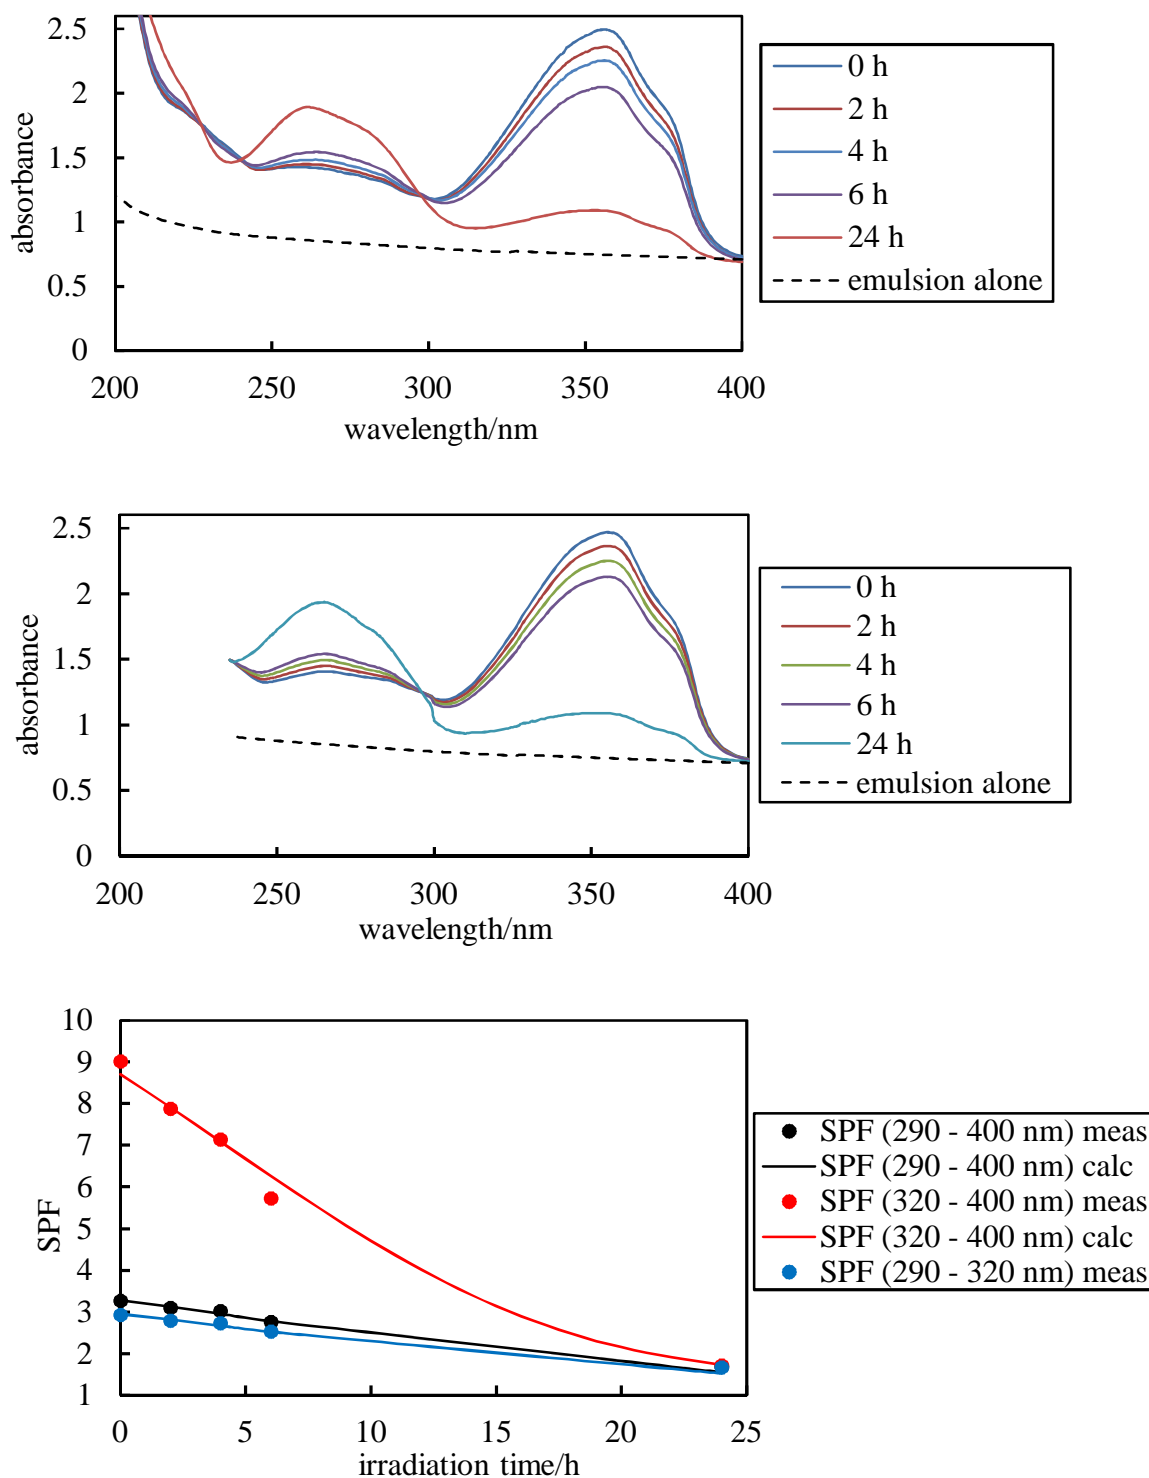 2.5
2
1.5
1
0.5
0
absorbance
200
250
300
350
400
wavelength/nm
0 h
2 h
4 h
6 h
24 h
emulsion alone
2.5
2
1.5
1
0.5
0
absorbance
200
250
300
350
400
wavelength/nm
0 h
2 h
4 h
6 h
24 h
emulsion alone
10
9
8
7
6
5
4
3
2
1
SPF
0
5
10
15
20
25
irradiation time/h
SPF (290 - 400 nm) meas
SPF (290 - 400 nm) calc
SPF (320 - 400 nm) meas
SPF (320 - 400 nm) calc
SPF (290 - 320 nm) meas